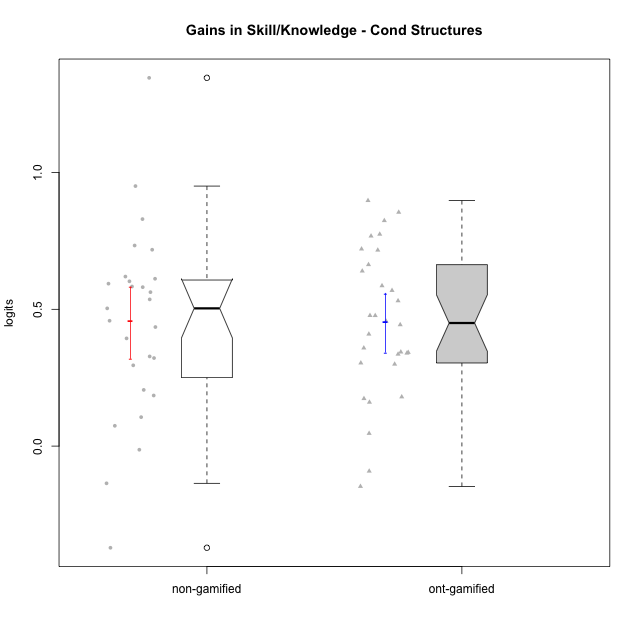 Gains in Skill/Knowledge - Cond Structures
1.0
0.5
0.0
logits
non-gamified
ont-gamified